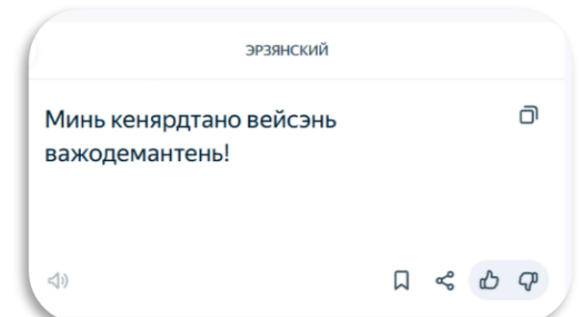 ЭРЗЯНСКИЙ
Минь кенярдтано вейсэнь
важодемантень!